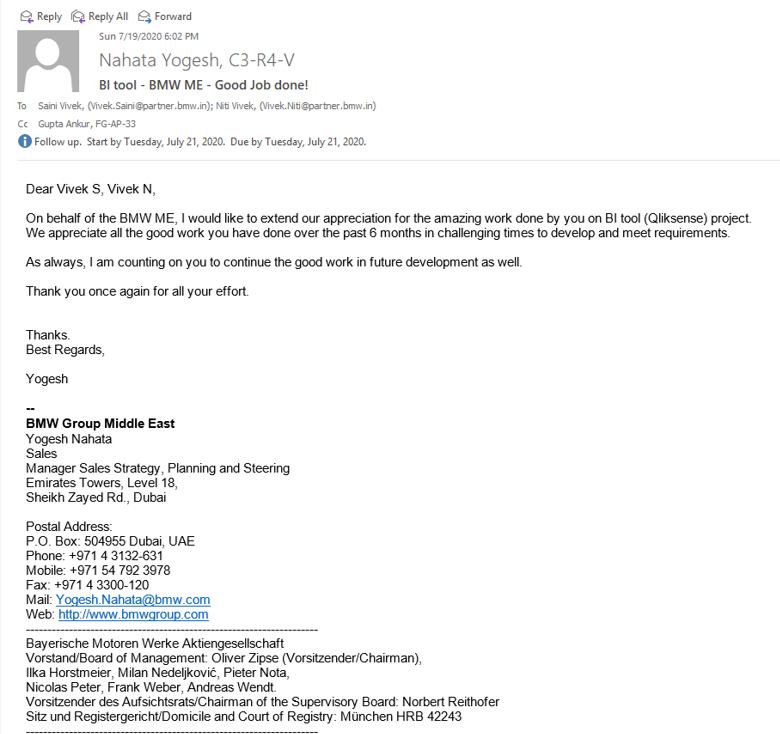 Reply Reply All Forward
Sun 7/19/2020 6:02 PM
Nahata Yogesh, C3-R4-V
BI tool - BMW ME - Good Job done!
To Saini Vivek, (Vivek.Saini@partner.bmw.in); Niti Vivek, (Vivek.Niti@partner.bmw.in)
Cc Gupta Ankur, FG-AP-33
Follow up. Start by Tuesday, July 21, 2020. Due by Tuesday, July 21, 2020.
Dear Vivek S, Vivek N,
On behalf of the BMW ME, I would like to extend our appreciation for the amazing work done by you on BI tool (Qliksense) project.
We appreciate all the good work you have done over the past 6 months in challenging times to develop and meet requirements.
As always, I am counting on you to continue the good work in future development as well.
Thank you once again for all your effort.
Thanks.
Best Regards,
Yogesh
--
BMW Group Middle East
Yogesh Nahata
Sales
Manager Sales Strategy, Planning and Steering
Emirates Towers, Level 18,
Sheikh Zayed Rd., Dubai
Postal Address:
P.O. Box: 504955 Dubai, UAE
Phone: +971 4 3132-631
Mobile: +971 54 792 3978
Fax: +971 4 3300-120
Mail: Yogesh.Nahata@bmw.com
Web: http://www.bmwgroup.com
--------------------------------------------------------------------
Bayerische Motoren Werke Aktiengesellschaft
Vorstand/Board of Management: Oliver Zipse (Vorsitzender/Chairman),
Ilka Horstmeier, Milan Nedeljković, Pieter Nota,
Nicolas Peter, Frank Weber, Andreas Wendt.
Vorsitzender des Aufsichtsrats/Chairman of the Supervisory Board: Norbert Reithofer
Sitz und Registergericht/Domicile and Court of Registry: München HRB 42243
--------------------------------------------------------------------